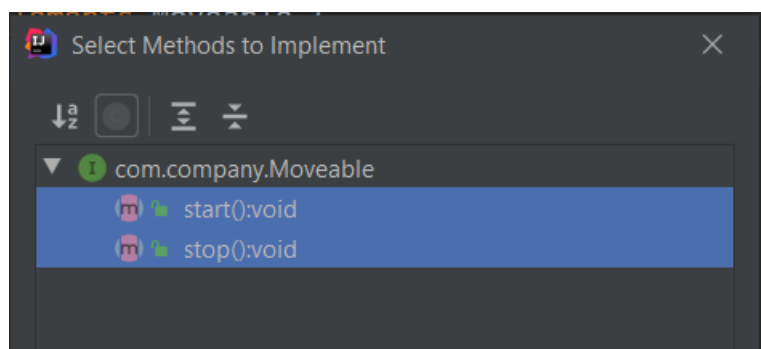 Select Methods to Implement
com.company.Moveable
start():void
stop():void